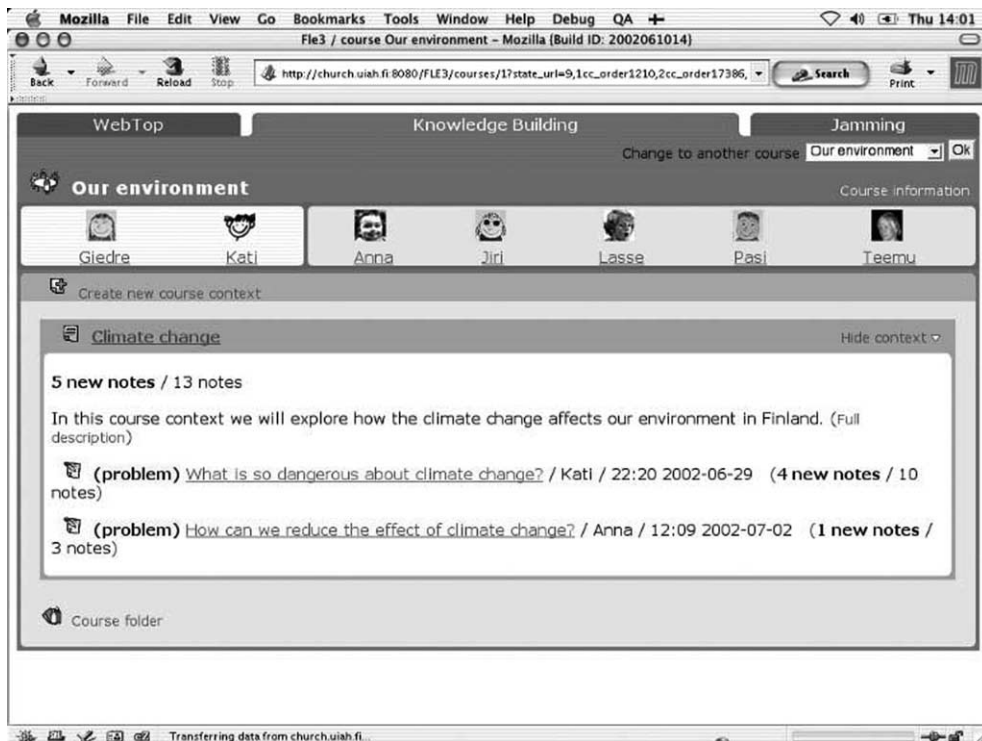 Mozilla File Edit View Go Bookmarks Tools Window Help Debug QA Thu 14:01
Fle3 / course Our environment – Mozilla {Build ID: 2002061014}
Back Forward Reload Stop http://church.uiah.fi:8080/FLE3/courses/1?state_url=9,1cc_order1210,2cc_order17386, Search Print
WebTop Knowledge Building Jamming
Change to another course Our environment Ok
Our environment Course information
Giedre Kati Anna Jiri Lasse Pasi Teemu
Create new course context
Climate change Hide context
5 new notes / 13 notes
In this course context we will explore how the climate change affects our environment in Finland. (Full
description)
(problem) What is so dangerous about climate change? / Kati / 22:20 2002-06-29 (4 new notes / 10
notes)
(problem) How can we reduce the effect of climate change? / Anna / 12:09 2002-07-02 (1 new notes /
3 notes)
Course folder
Transferring data from church.uiah.fi...